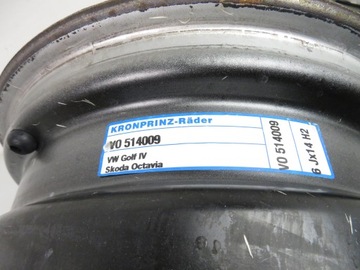 KRONPRINZ-Räder
VO 514009
VW Golf IV
Skoda Octavia
VO 514009
6 Jx14 H2